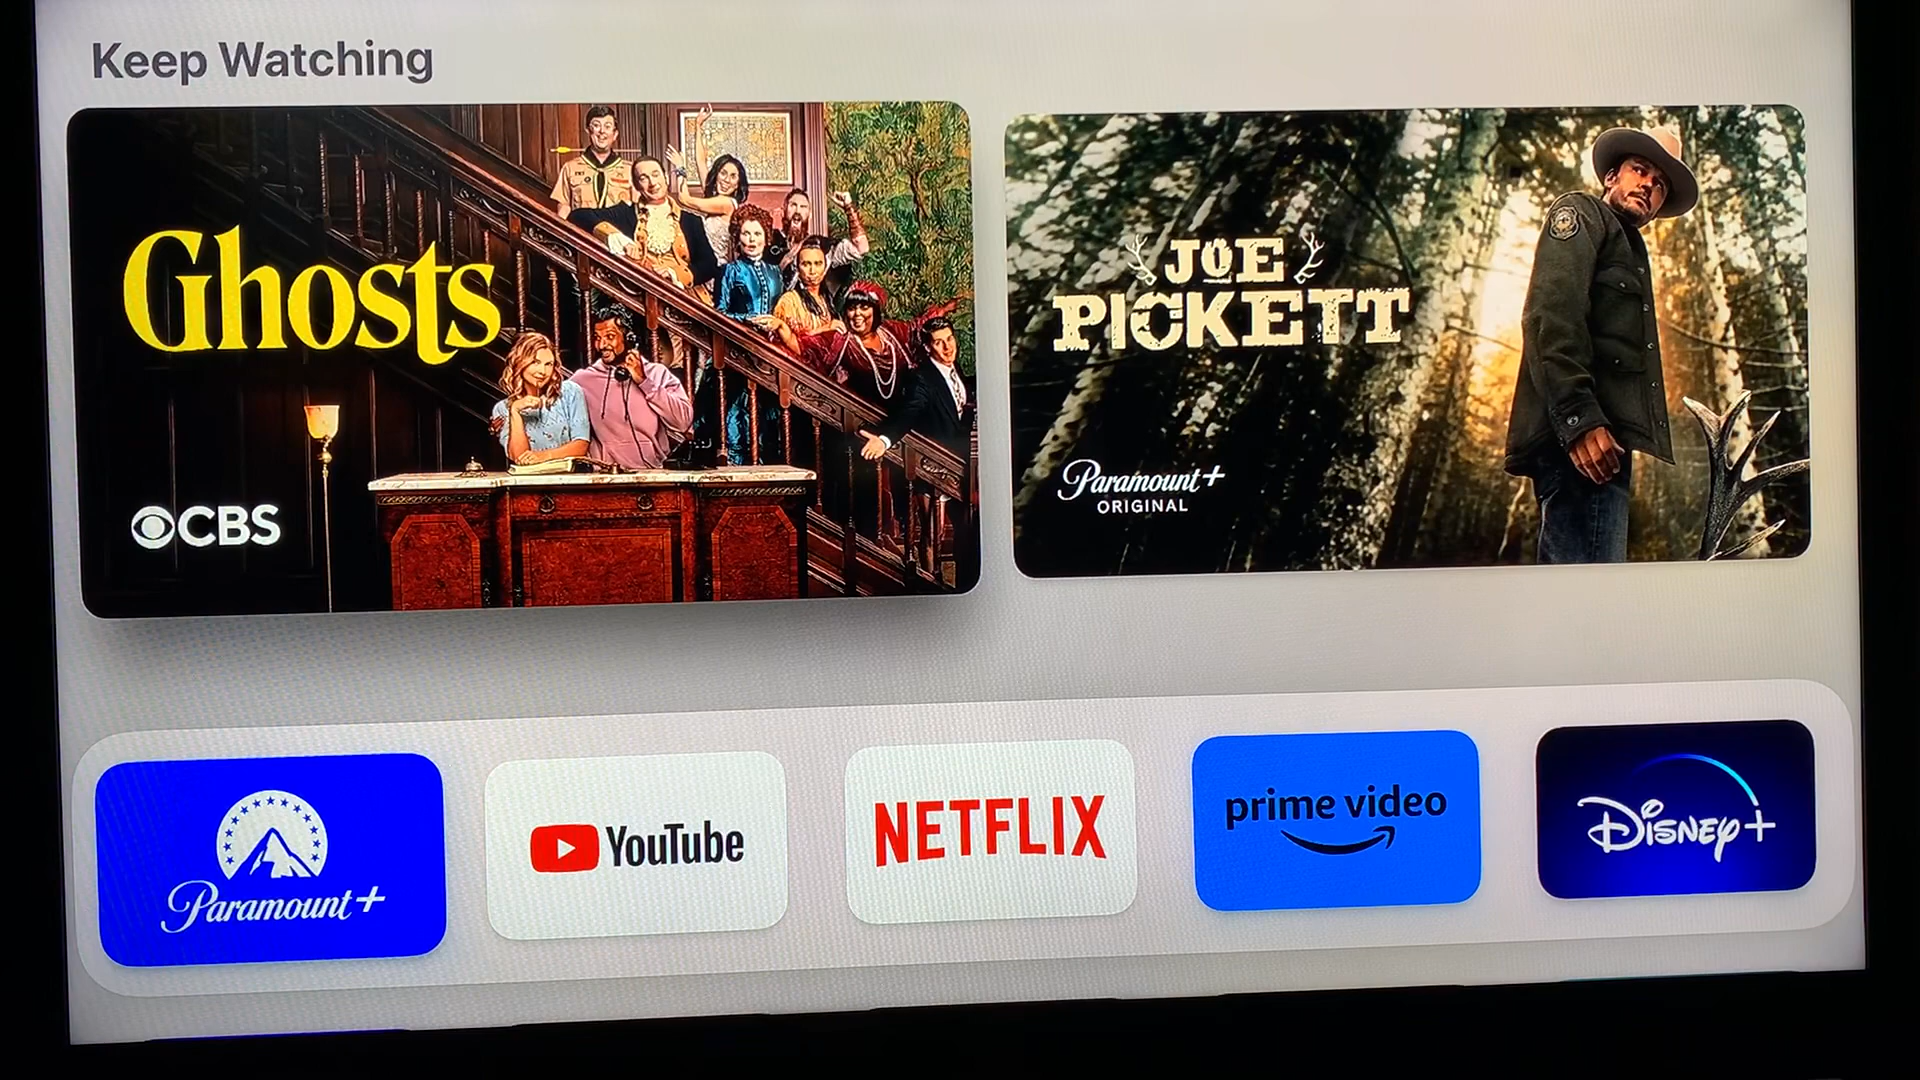 Keep Watching
Ghosts
CBS
JOE
PICKETT
Paramount+
ORIGINAL
Paramount+
YouTube
NETFLIX
prime video
Disney+